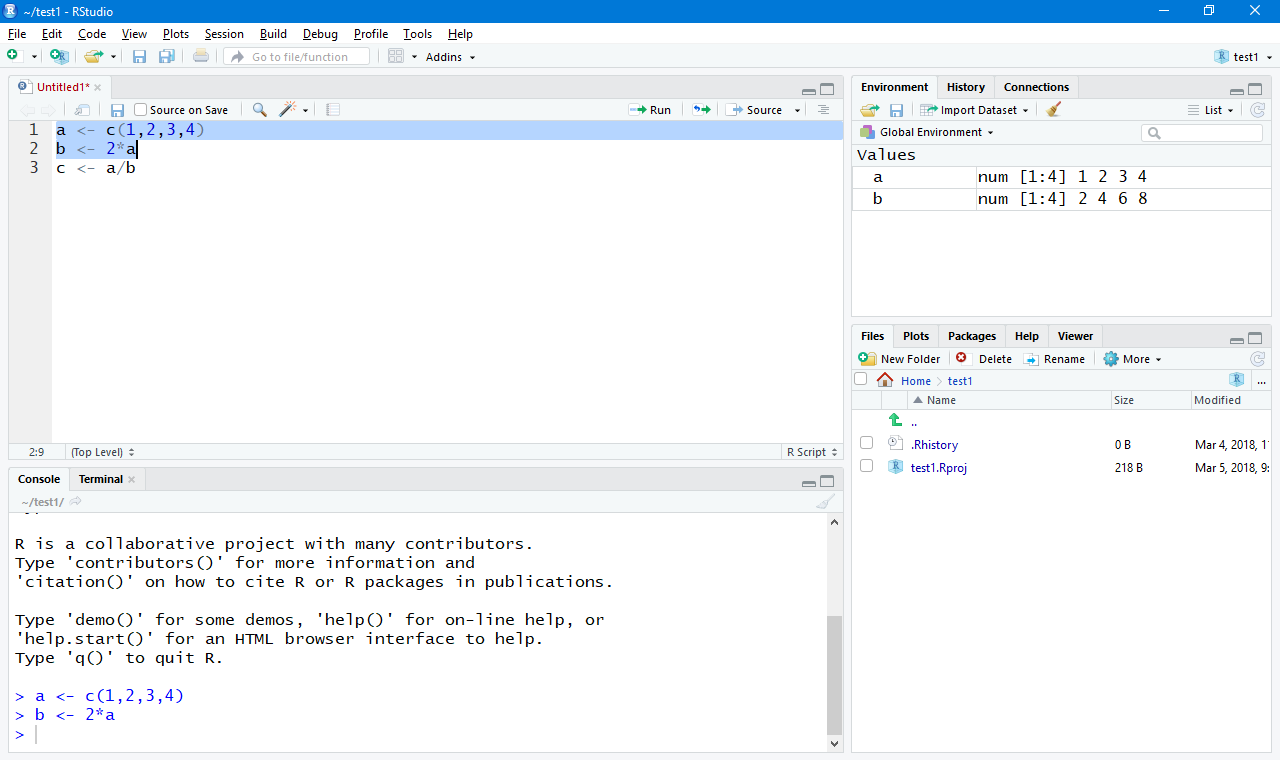 ~/test1 - RStudio
File Edit Code View Plots Session Build Debug Profile Tools Help
Go to file/function Addins test1
Untitled1*
Source on Save Run Source
1 a <- c(1,2,3,4)
2 b <- 2*a
3 c <- a/b
2:9 (Top Level) R Script
Console Terminal
~/test1/
R is a collaborative project with many contributors.
Type 'contributors()' for more information and
'citation()' on how to cite R or R packages in publications.
Type 'demo()' for some demos, 'help()' for on-line help, or
'help.start()' for an HTML browser interface to help.
Type 'q()' to quit R.
> a <- c(1,2,3,4)
> b <- 2*a
>
Environment History Connections
Import Dataset List
Global Environment
Values
a num [1:4] 1 2 3 4
b num [1:4] 2 4 6 8
Files Plots Packages Help Viewer
New Folder Delete Rename More
Home test1 ...
Name Size Modified
..
.Rhistory 0 B Mar 4, 2018, 1
test1.Rproj 218 B Mar 5, 2018, 9: